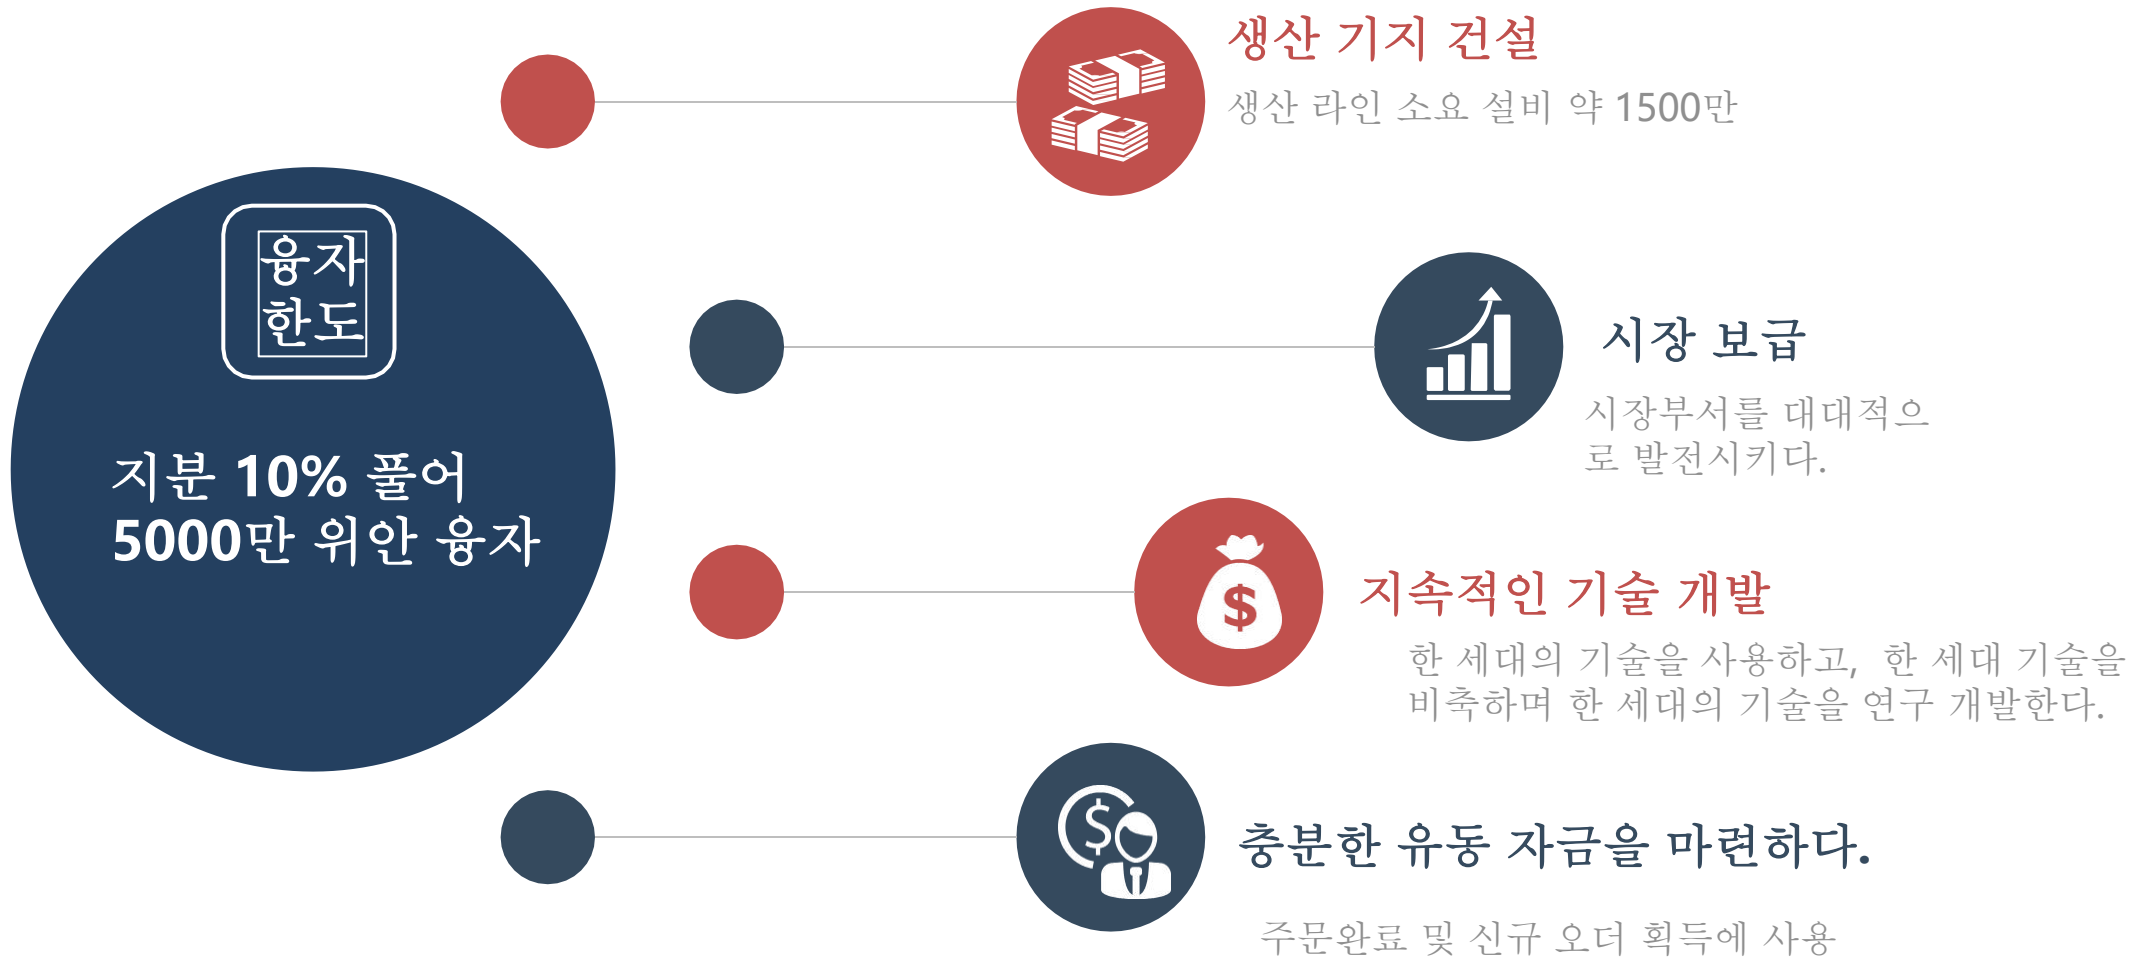 융자
한도
지분 10% 풀어
5000만 위안 융자
생산 기지 건설
생산 라인 소요 설비 약 1500만
시장 보급
시장부서를 대대적으
로 발전시키다.
지속적인 기술 개발
한 세대의 기술을 사용하고, 한 세대 기술을
비축하며 한 세대의 기술을 연구 개발한다.
충분한 유동 자금을 마련하다.
주문완료 및 신규 오더 획득에 사용